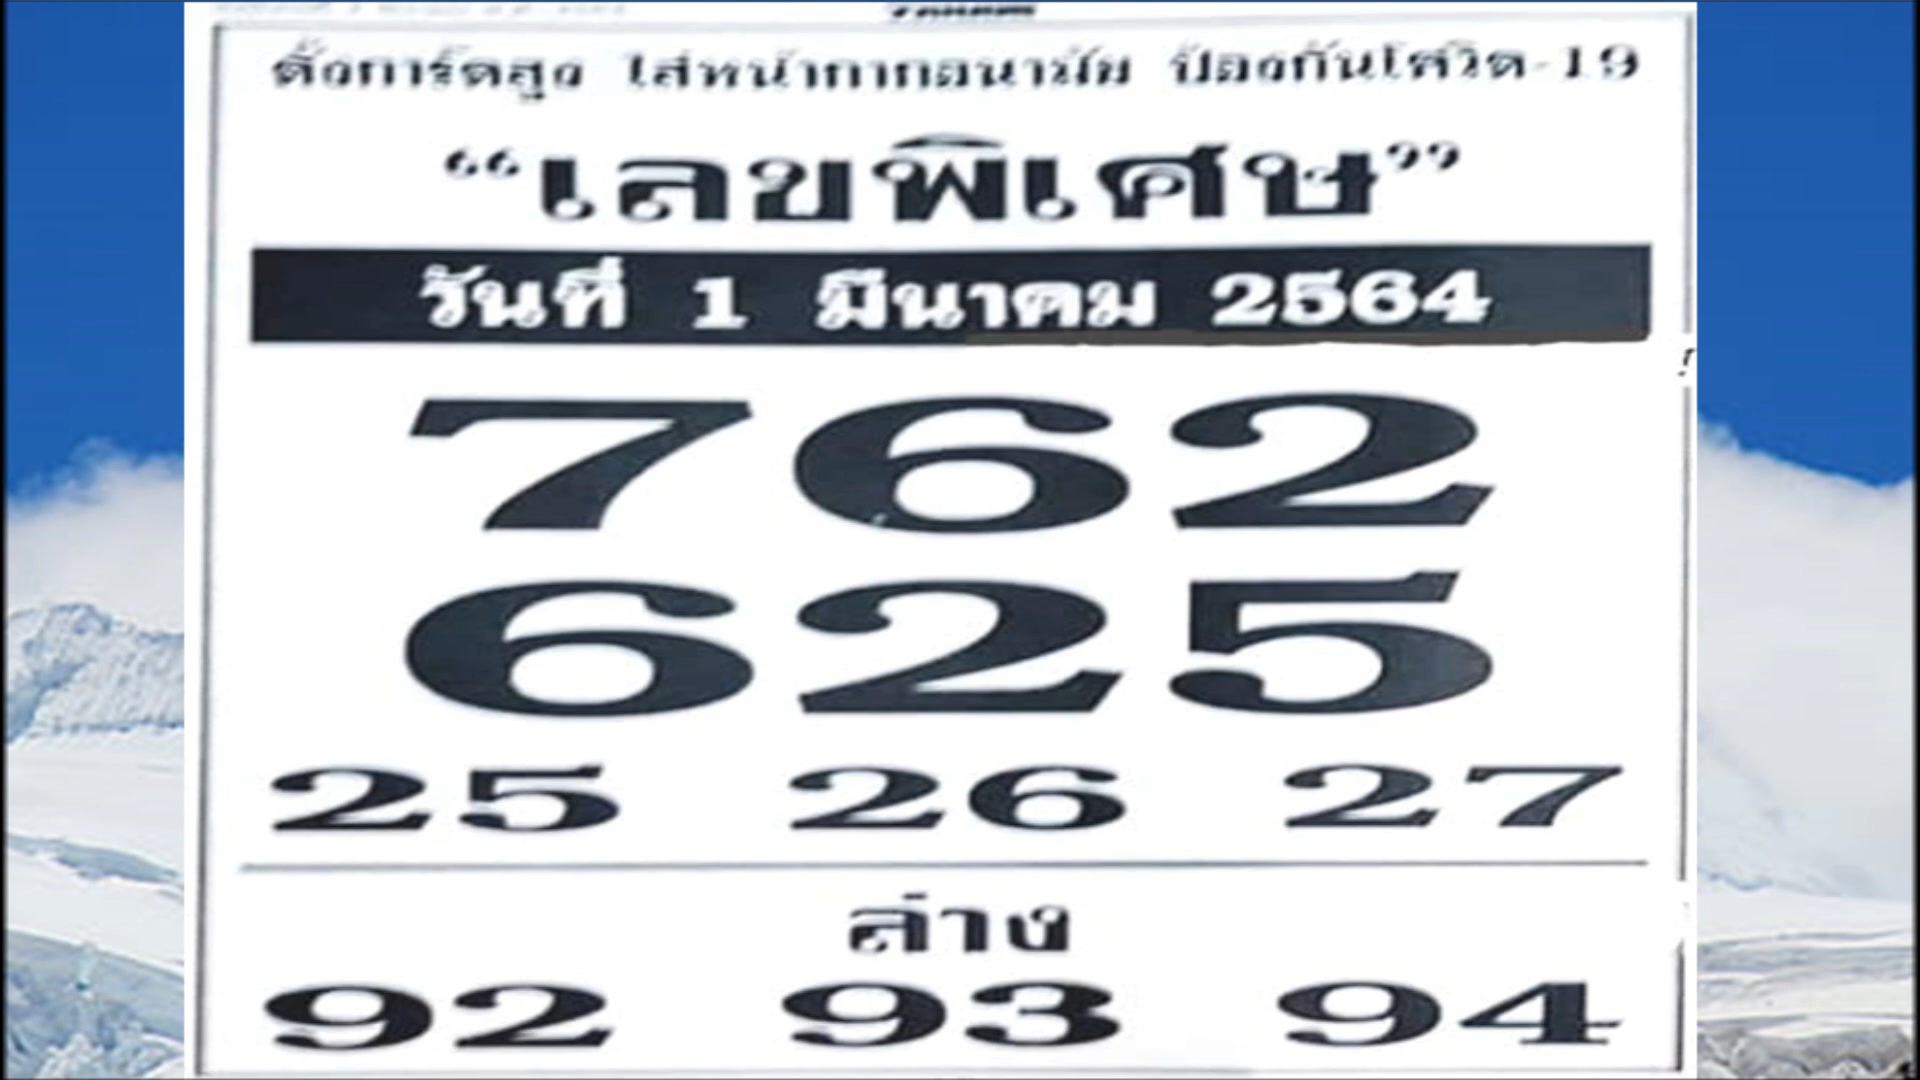 ตั้งการ์ดสูง ใส่หน้ากากอนามัย ป้องกันโควิด-19
“เลขพิเศษ”
วันที่ 1 มีนาคม 2564
762
625
25 26 27
ล่าง
92 93 94